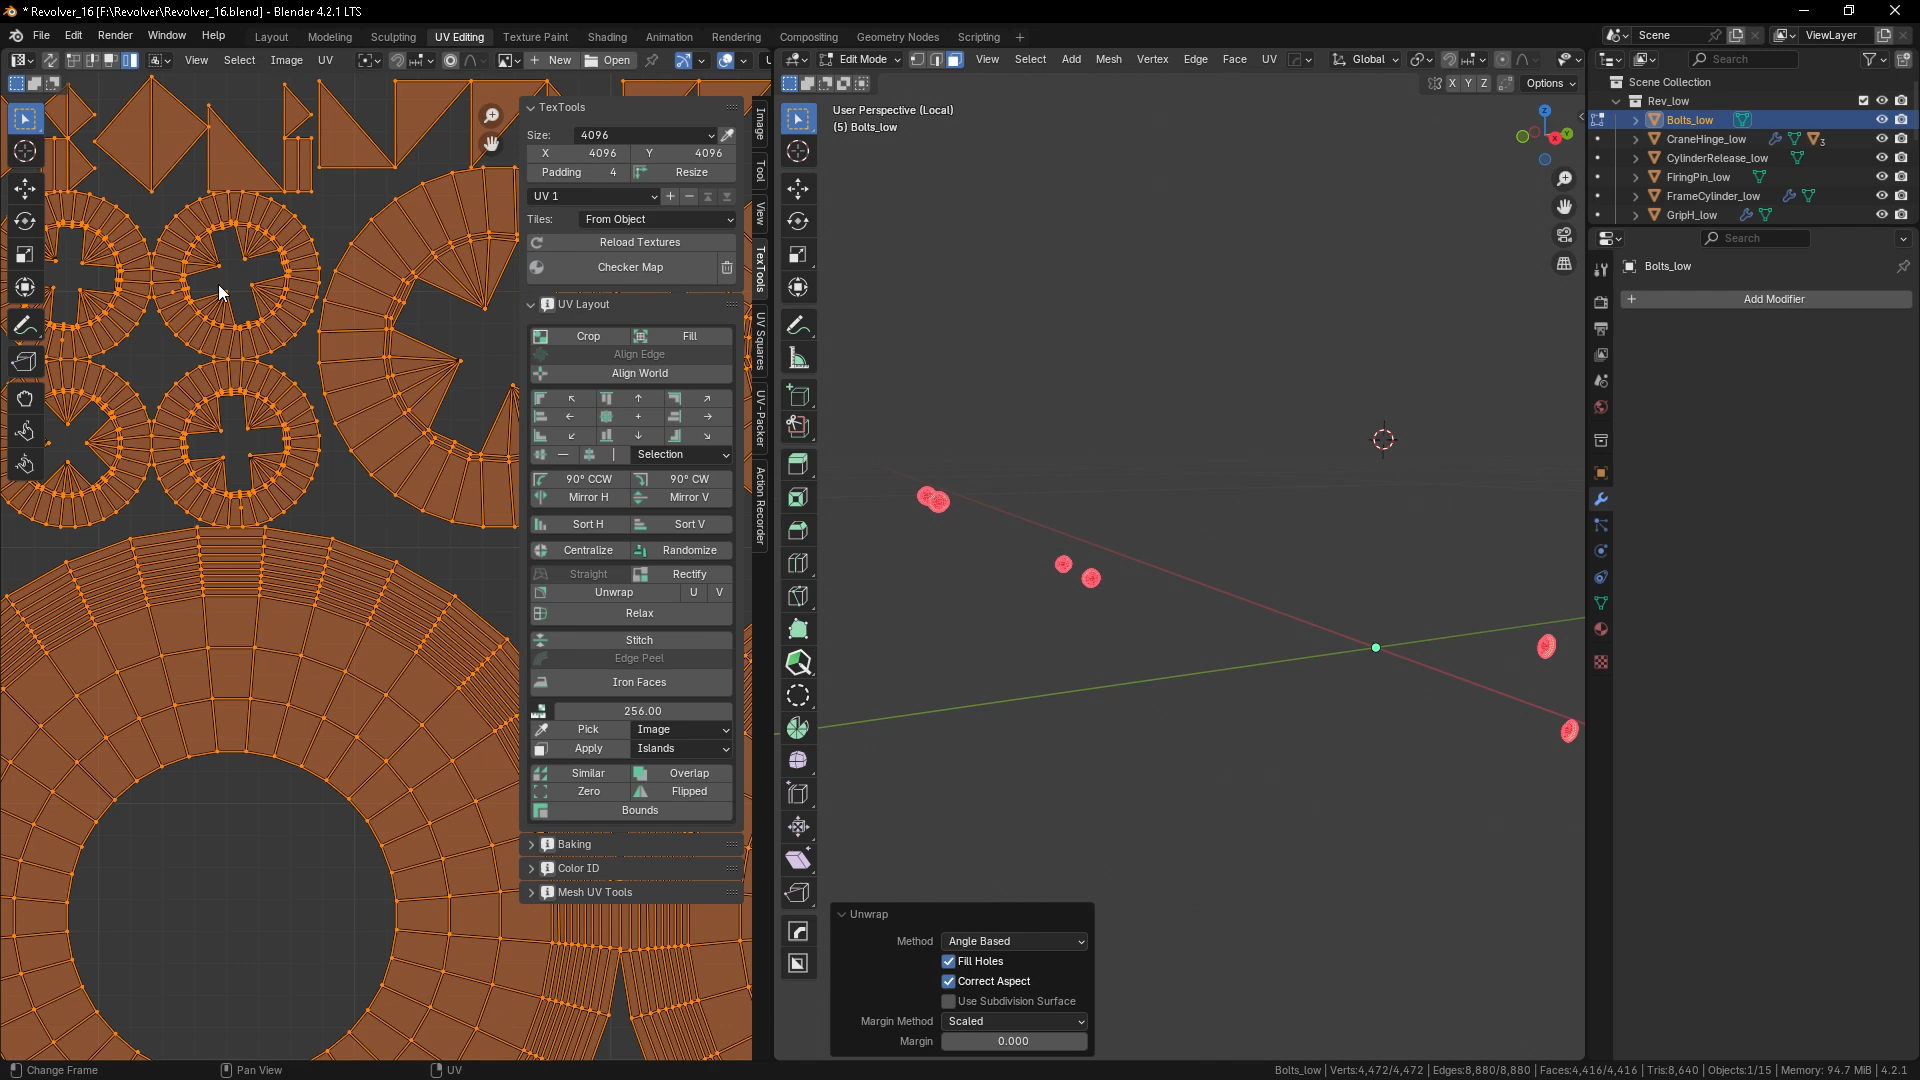 * Revolver_16 [F:\Revolver\Revolver_16.blend] - Blender 4.2.1 LTS
File Edit Render Window Help Layout Modeling Sculpting UV Editing Texture Paint Shading Animation Rendering Compositing Geometry Nodes Scripting + Scene ViewLayer
View Select Image UV New Open Edit Mode View Select Add Mesh Vertex Edge Face UV Global Search
X Y Z Options
Scene Collection
Rev_low
Bolts_low
CraneHinge_low 3
CylinderRelease_low
FiringPin_low
FrameCylinder_low
GripH_low
Search
Bolts_low
Add Modifier
User Perspective (Local)
(5) Bolts_low
TexTools
Size: 4096
X 4096 Y 4096
Padding 4 Resize
UV 1
Tiles: From Object
Reload Textures
Checker Map
UV Layout
Crop Fill
Align Edge
Align World
Selection
90° CCW 90° CW
Mirror H Mirror V
Sort H Sort V
Centralize Randomize
Straight Rectify
Unwrap U V
Relax
Stitch
Edge Peel
Iron Faces
256.00
Pick Image
Apply Islands
Similar Overlap
Zero Flipped
Bounds
Baking
Color ID
Mesh UV Tools
Image
Tool
View
TexTools
UV Squares
UV-Packer
Action Recorder
Unwrap
Method Angle Based
Fill Holes
Correct Aspect
Use Subdivision Surface
Margin Method Scaled
Margin 0.000
Change Frame Pan View UV Bolts_low | Verts:4,472/4,472 | Edges:8,880/8,880 | Faces:4,416/4,416 | Tris:8,640 | Objects:1/15 | Memory: 94.7 MiB | 4.2.1